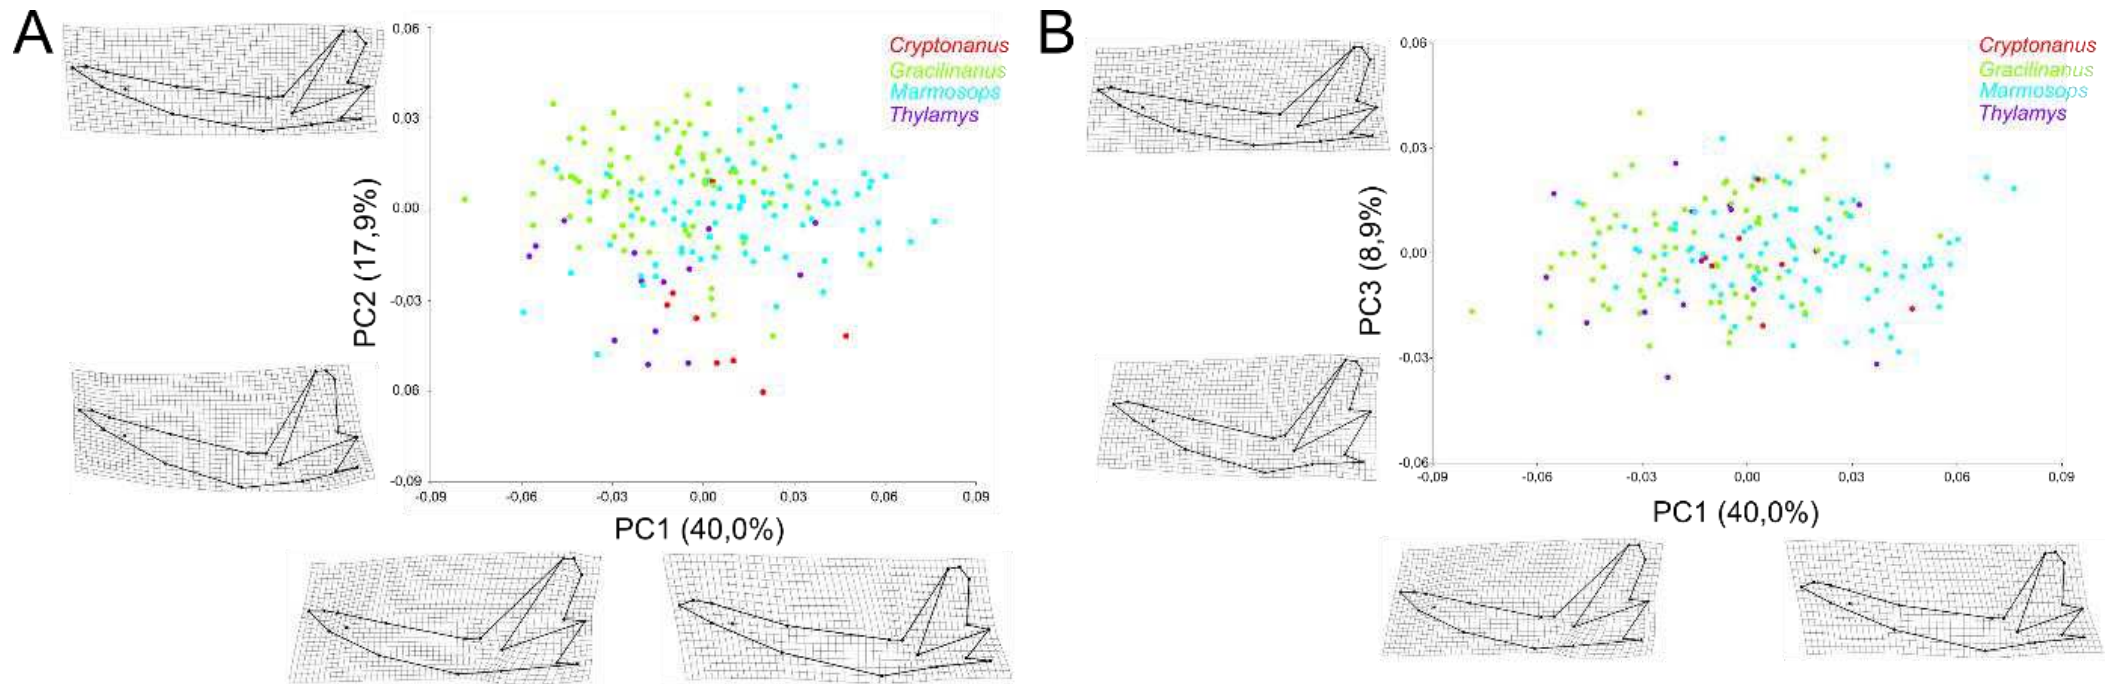 A
B
0,06
0,03
0,00
-0,03
0,06
-0,09
PC2 (17,9%)
Cryptonanus
Gracilinanus
Marmosops
Thylamys
-0,09
-0,06
-0,03
0,00
0,03
0,06
0,09
PC1 (40,0%)
0,06
0,03
0,00
-0,03
-0,06
PC3 (8,9%)
Cryptonanus
Gracilinanus
Marmosops
Thylamys
-0,09
-0,06
-0,03
0,00
0,03
0,06
0,09
PC1 (40,0%)